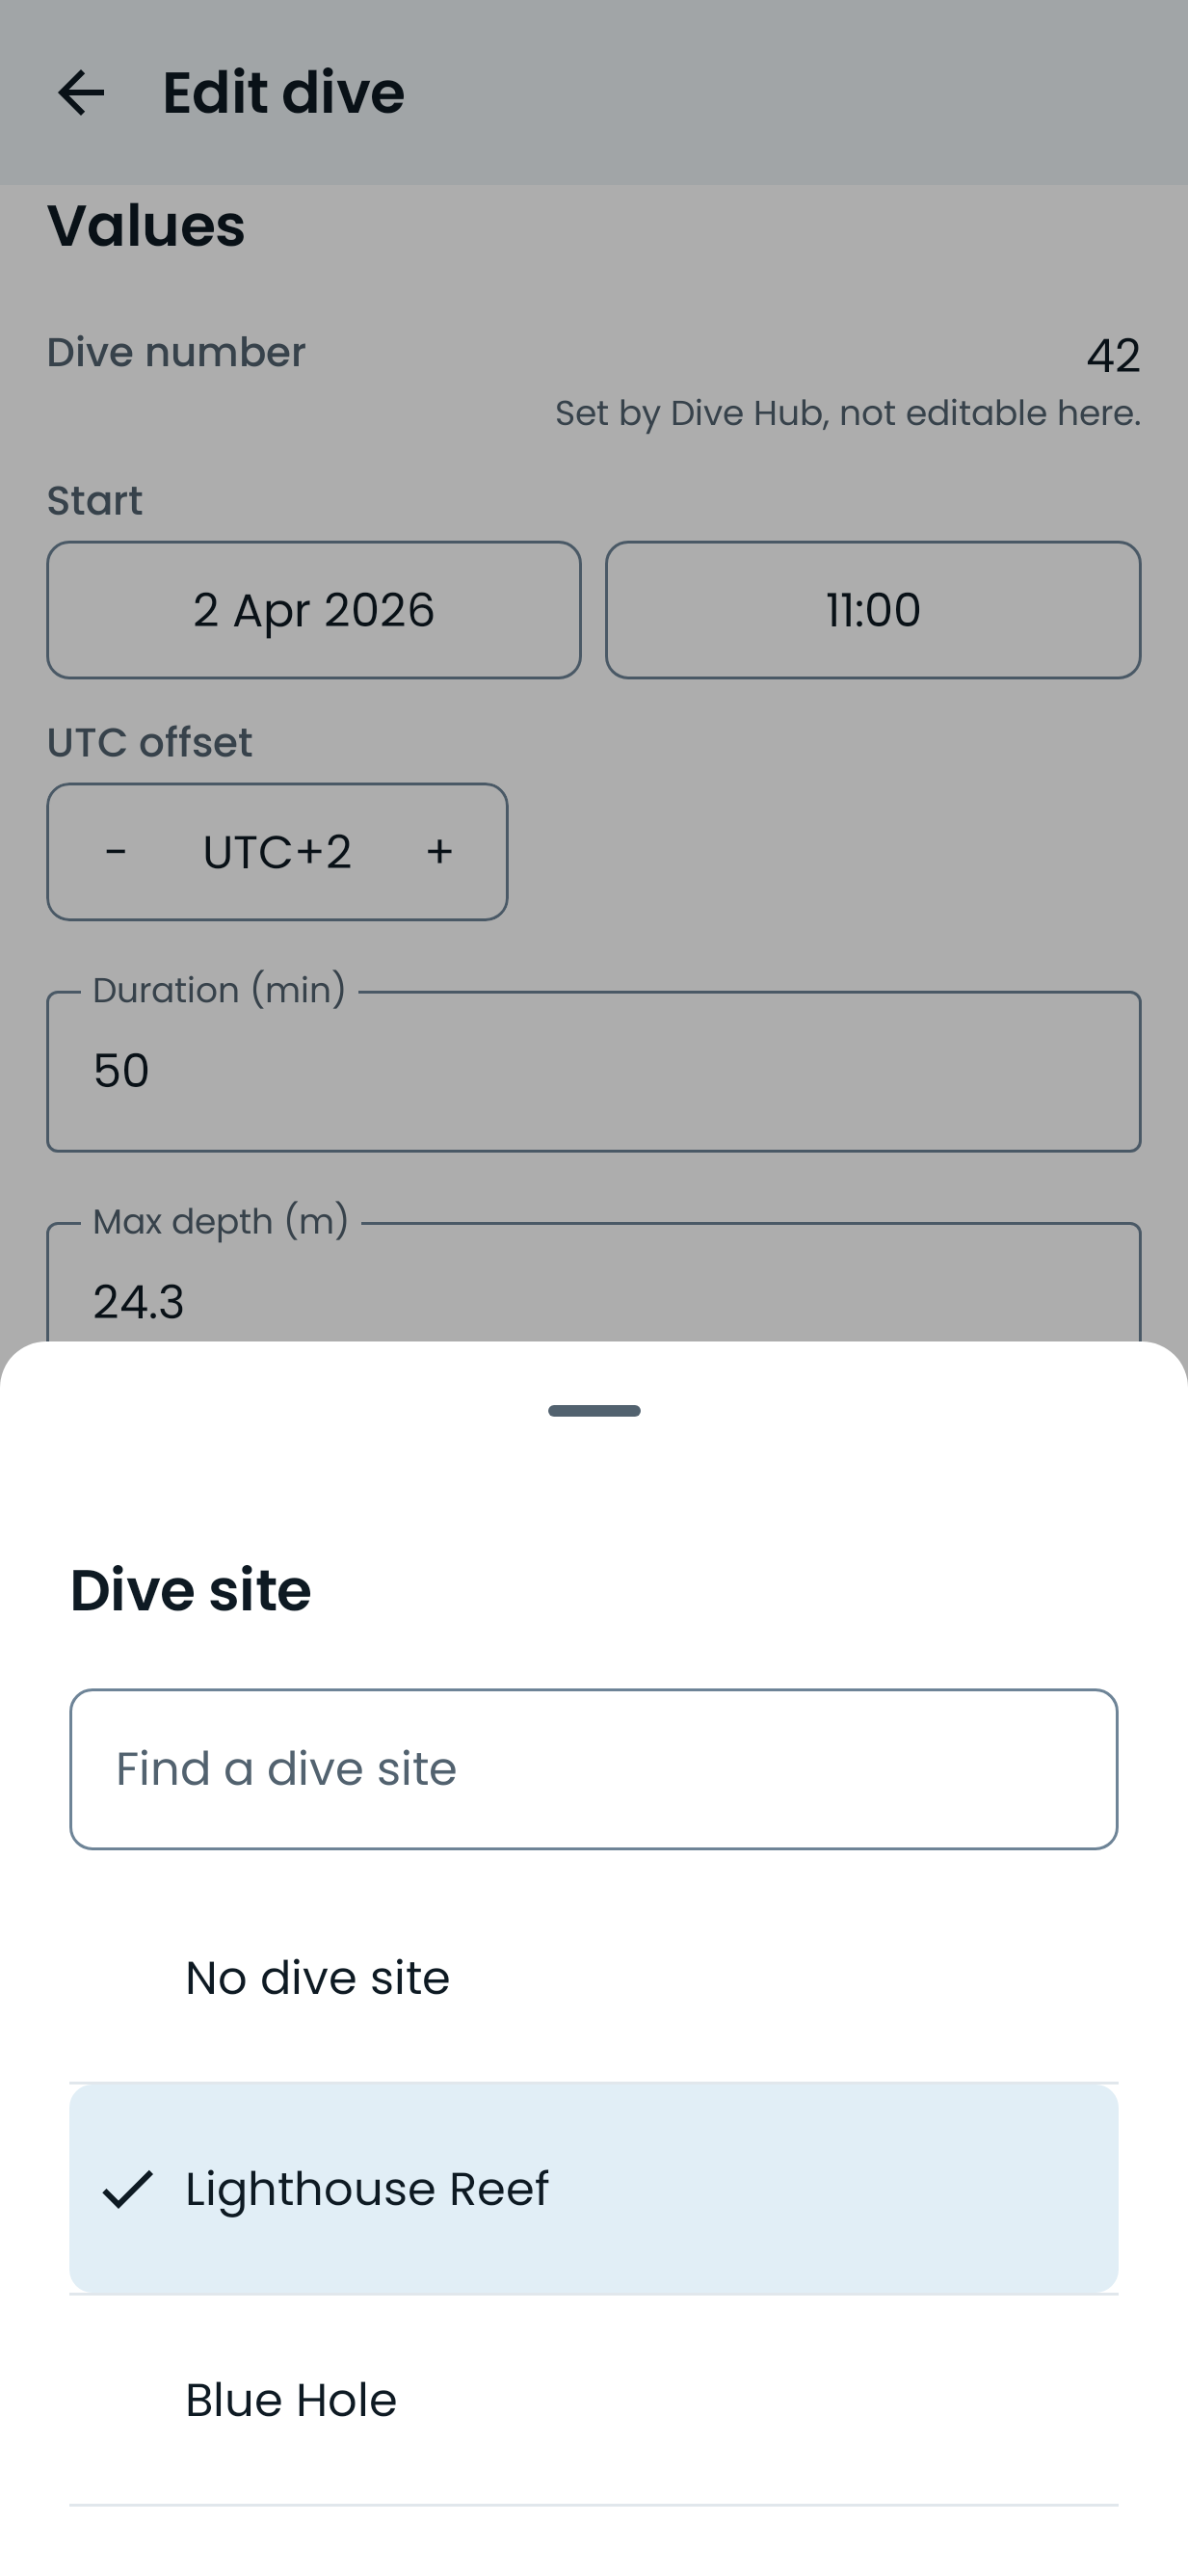 Edit dive
Values
Dive number
42
Set by Dive Hub, not editable here.
Start
2 Apr 2026
11:00
UTC offset
- UTC+2 +
Duration (min)
50
Max depth (m)
24.3
Dive site
Find a dive site
No dive site
Lighthouse Reef
Blue Hole